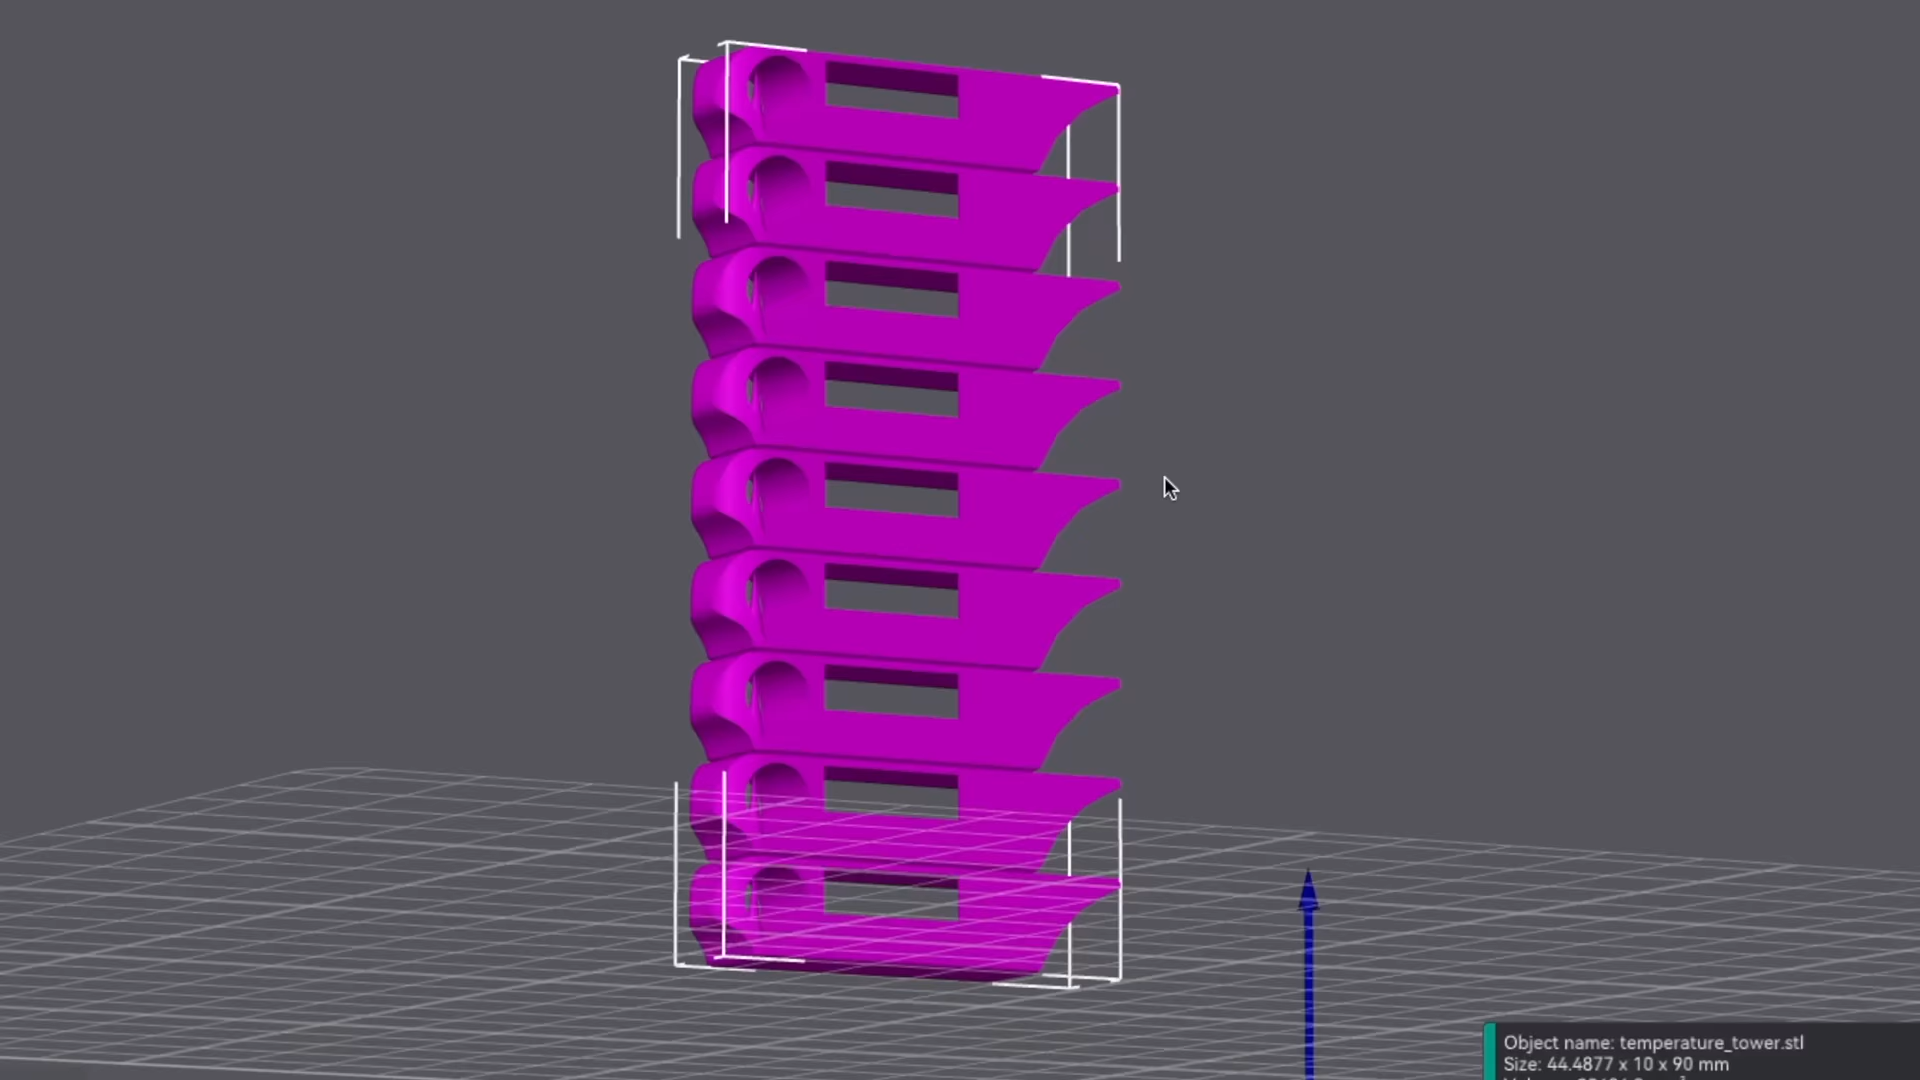 Object name: temperature_tower.stl
Size: 44.4877 x 10 x 90 mm